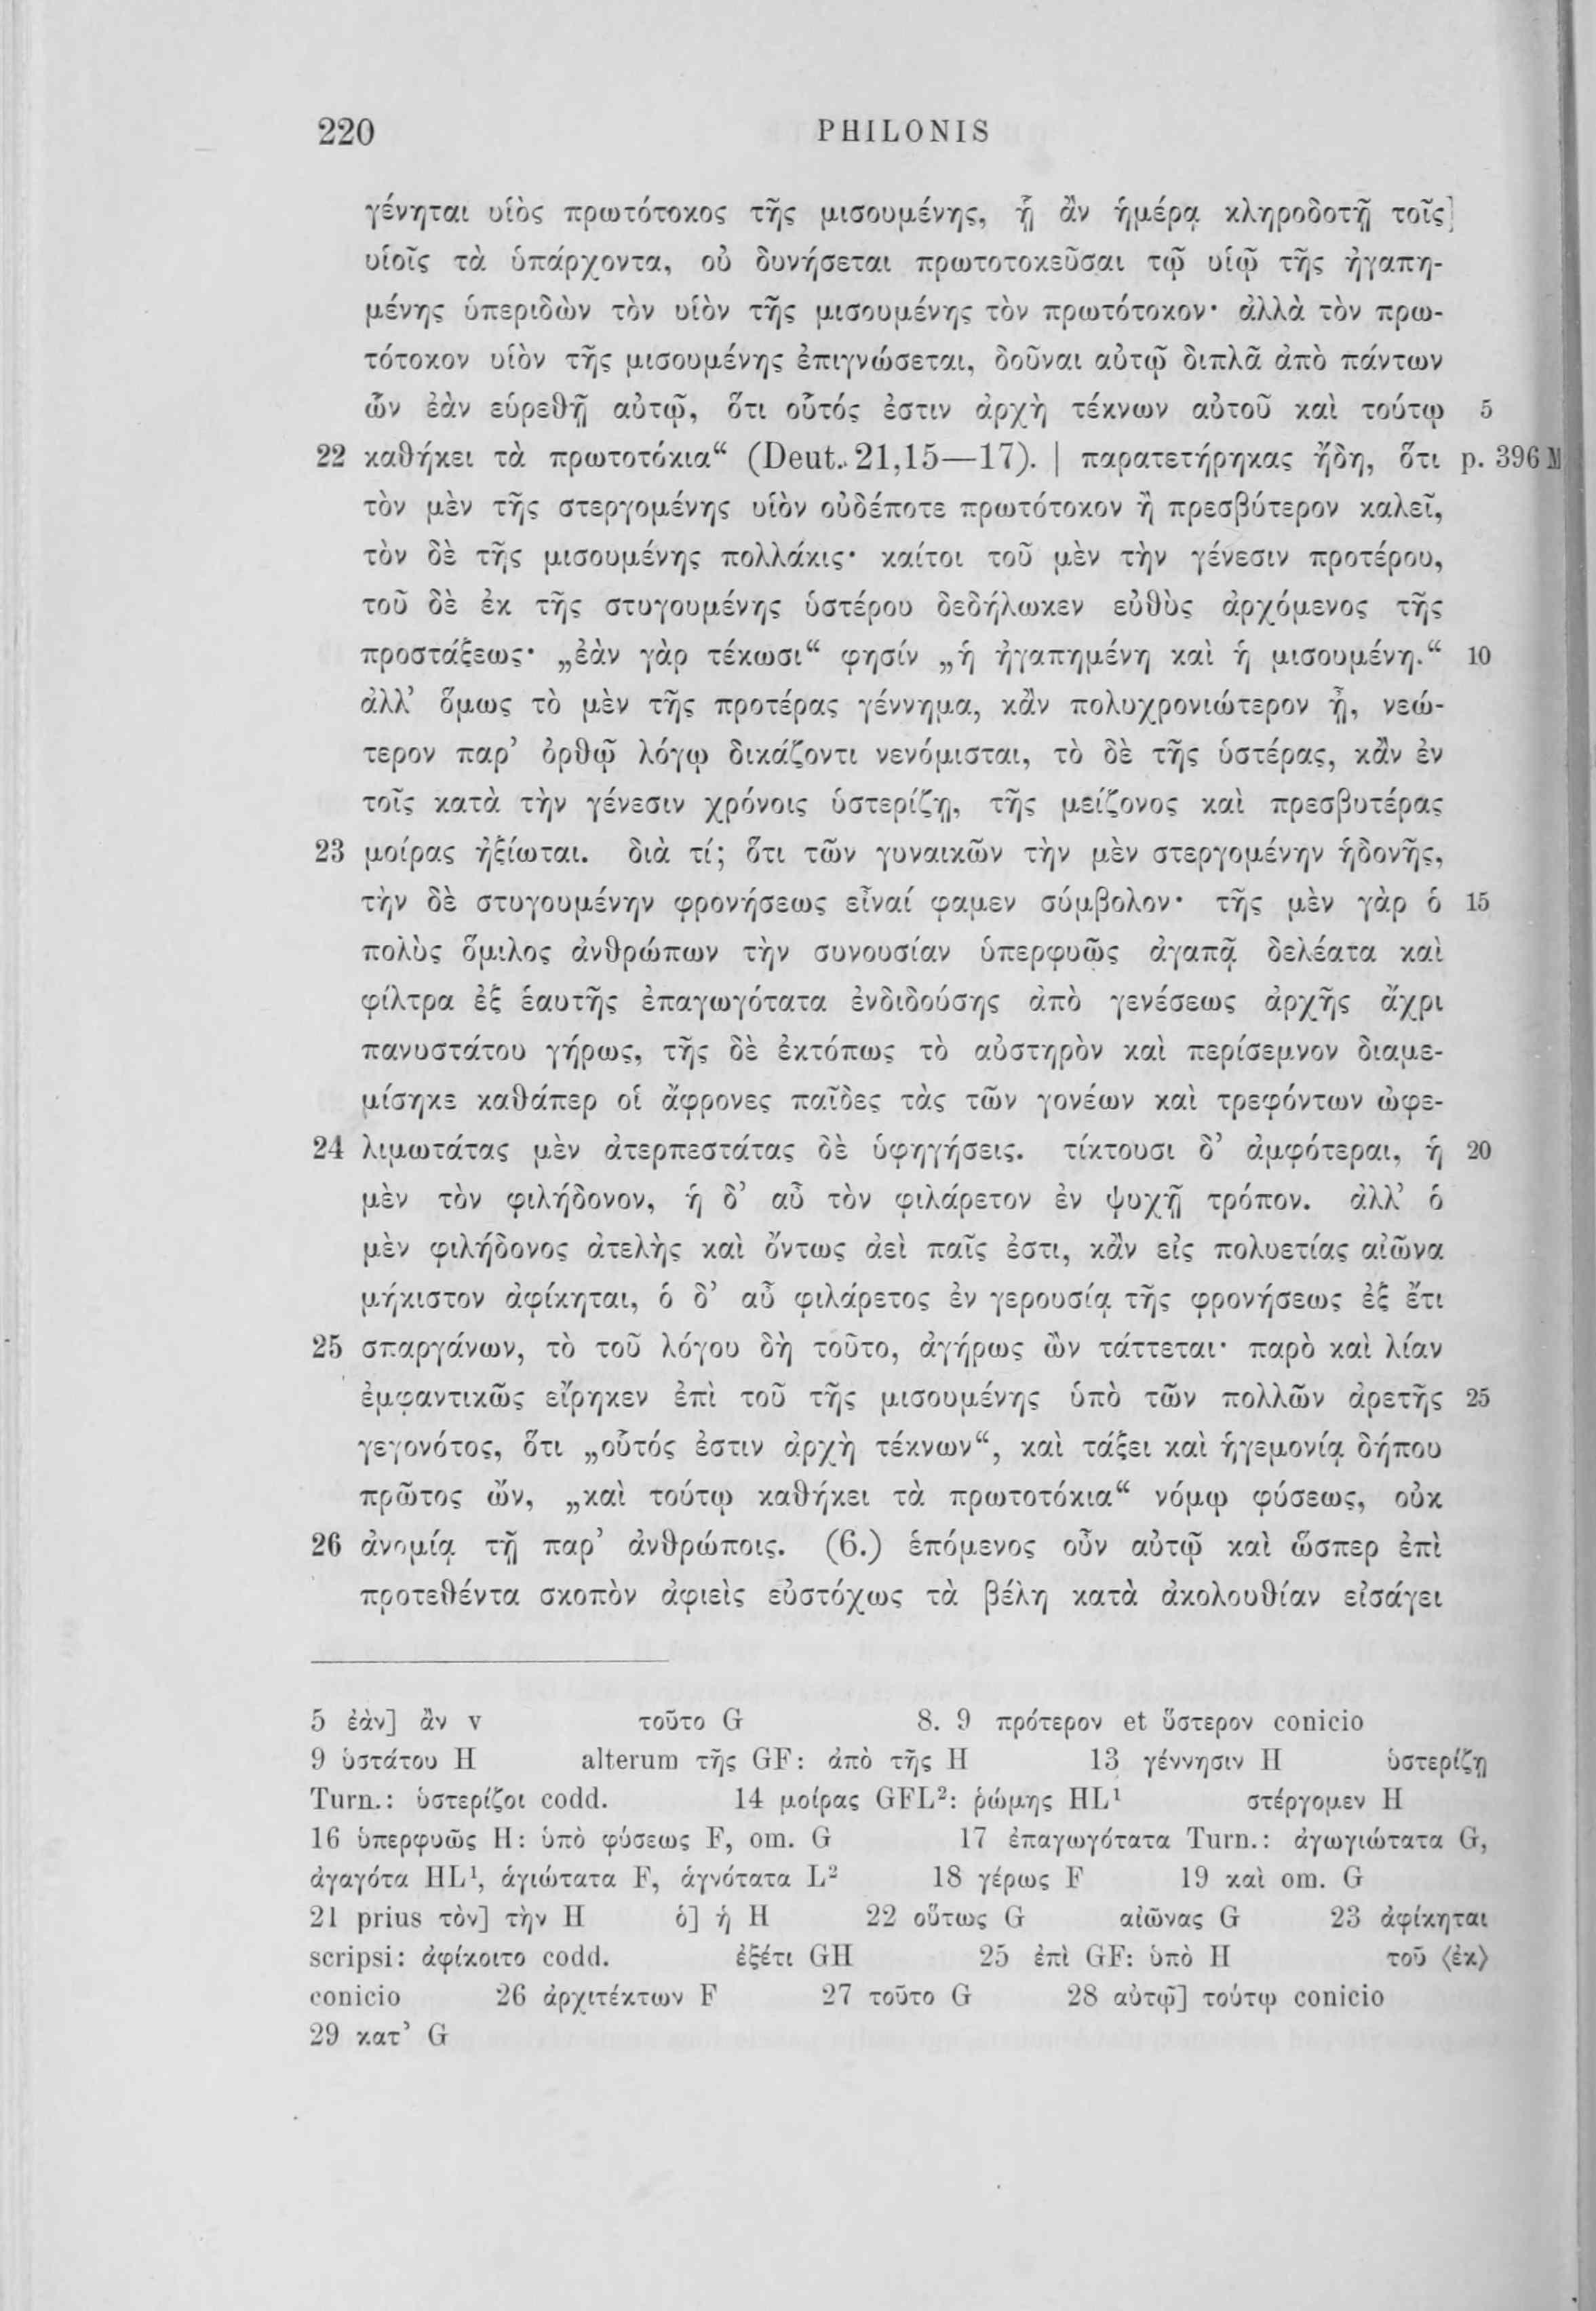 220 PHILONIS
γένηται υἱὸς πρωτότοκος τῆς μισουμένης, ᾗ ἂν ἡμέρᾳ κληροδοτῇ τοῖς
υἱοῖς τὰ ὑπάρχοντα, οὐ δυνήσεται πρωτοτοκεῦσαι τῷ υἱῷ τῆς ἠγαπη-
μένης ὑπεριδὼν τὸν υἱὸν τῆς μισουμένης τὸν πρωτότοκον· ἀλλὰ τὸν πρω-
τότοκον υἱὸν τῆς μισουμένης ἐπιγνώσεται, δοῦναι αὐτῷ διπλᾶ ἀπὸ πάντων
ὧν ἐὰν εὑρεθῇ αὐτῷ, ὅτι οὗτός ἐστιν ἀρχὴ τέκνων αὐτοῦ καὶ τούτῳ 5
22 καθήκει τὰ πρωτοτόκια“ (Deut. 21,15—17). | παρατετήρηκας ἤδη, ὅτι p. 396 M
τὸν μὲν τῆς στεργομένης υἱὸν οὐδέποτε πρωτότοκον ἢ πρεσβύτερον καλεῖ,
τὸν δὲ τῆς μισουμένης πολλάκις· καίτοι τοῦ μὲν τὴν γένεσιν προτέρου,
τοῦ δὲ ἐκ τῆς στυγουμένης ὑστέρου δεδήλωκεν εὐθὺς ἀρχόμενος τῆς
προστάξεως· „ἐὰν γὰρ τέκωσι“ φησίν „ἡ ἠγαπημένη καὶ ἡ μισουμένη.“ 10
ἀλλ’ ὅμως τὸ μὲν τῆς προτέρας γέννημα, κἂν πολυχρονιώτερον ᾖ, νεώ-
τερον παρ’ ὀρθῷ λόγῳ δικάζοντι νενόμισται, τὸ δὲ τῆς ὑστέρας, κἂν ἐν
τοῖς κατὰ τὴν γένεσιν χρόνοις ὑστερίζῃ, τῆς μείζονος καὶ πρεσβυτέρας
23 μοίρας ἠξίωται. διὰ τί; ὅτι τῶν γυναικῶν τὴν μὲν στεργομένην ἡδονῆς,
τὴν δὲ στυγουμένην φρονήσεως εἶναί φαμεν σύμβολον· τῆς μὲν γὰρ ὁ 15
πολὺς ὅμιλος ἀνθρώπων τὴν συνουσίαν ὑπερφυῶς ἀγαπᾷ δελέατα καὶ
φίλτρα ἐξ ἑαυτῆς ἐπαγωγότατα ἐνδιδούσης ἀπὸ γενέσεως ἀρχῆς ἄχρι
πανυστάτου γήρως, τῆς δὲ ἐκτόπως τὸ αὐστηρὸν καὶ περίσεμνον διαμε-
μίσηκε καθάπερ οἱ ἄφρονες παῖδες τὰς τῶν γονέων καὶ τρεφόντων ὠφε-
24 λιμωτάτας μὲν ἀτερπεστάτας δὲ ὑφηγήσεις. τίκτουσι δ’ ἀμφότεραι, ἡ 20
μὲν τὸν φιλήδονον, ἡ δ’ αὖ τὸν φιλάρετον ἐν ψυχῇ τρόπον. ἀλλ’ ὁ
μὲν φιλήδονος ἀτελὴς καὶ ὄντως ἀεὶ παῖς ἐστι, κἂν εἰς πολυετίας αἰῶνα
μήκιστον ἀφίκηται, ὁ δ’ αὖ φιλάρετος ἐν γερουσίᾳ τῆς φρονήσεως ἐξ ἔτι
25 σπαργάνων, τὸ τοῦ λόγου δὴ τοῦτο, ἀγήρως ὢν τάττεται· παρὸ καὶ λίαν
ἐμφαντικῶς εἴρηκεν ἐπὶ τοῦ τῆς μισουμένης ὑπὸ τῶν πολλῶν ἀρετῆς 25
γεγονότος, ὅτι „οὗτός ἐστιν ἀρχὴ τέκνων“, καὶ τάξει καὶ ἡγεμονίᾳ δήπου
πρῶτος ὤν, „καὶ τούτῳ καθήκει τὰ πρωτοτόκια“ νόμῳ φύσεως, οὐκ
26 ἀνομίᾳ τῇ παρ’ ἀνθρώποις. (6.) ἑπόμενος οὖν αὐτῷ καὶ ὥσπερ ἐπὶ
προτεθέντα σκοπὸν ἀφιεὶς εὐστόχως τὰ βέλη κατὰ ἀκολουθίαν εἰσάγει
5 ἐὰν] ἂν v τοῦτο G 8. 9 πρότερον et ὕστερον conicio
9 ὑστάτου H alterum τῆς GF: ἀπὸ τῆς H 13 γέννησιν H ὑστερίζῃ
Turn.: ὑστερίζοι codd. 14 μοίρας GFL²: ῥώμης HL¹ στέργομεν H
16 ὑπερφυῶς H: ὑπὸ φύσεως F, om. G 17 ἐπαγωγότατα Turn.: ἀγωγιώτατα G,
ἀγαγότα HL¹, ἁγιώτατα F, ἁγνότατα L² 18 γέρως F 19 καὶ om. G
21 prius τὸν] τὴν H ὁ] ἡ H 22 οὕτως G αἰῶνας G 23 ἀφίκηται
scripsi: ἀφίκοιτο codd. ἐξέτι GH 25 ἐπὶ GF: ὑπὸ H τοῦ ⟨ἐκ⟩
conicio 26 ἀρχιτέκτων F 27 τοῦτο G 28 αὐτῷ] τούτῳ conicio
29 κατ’ G